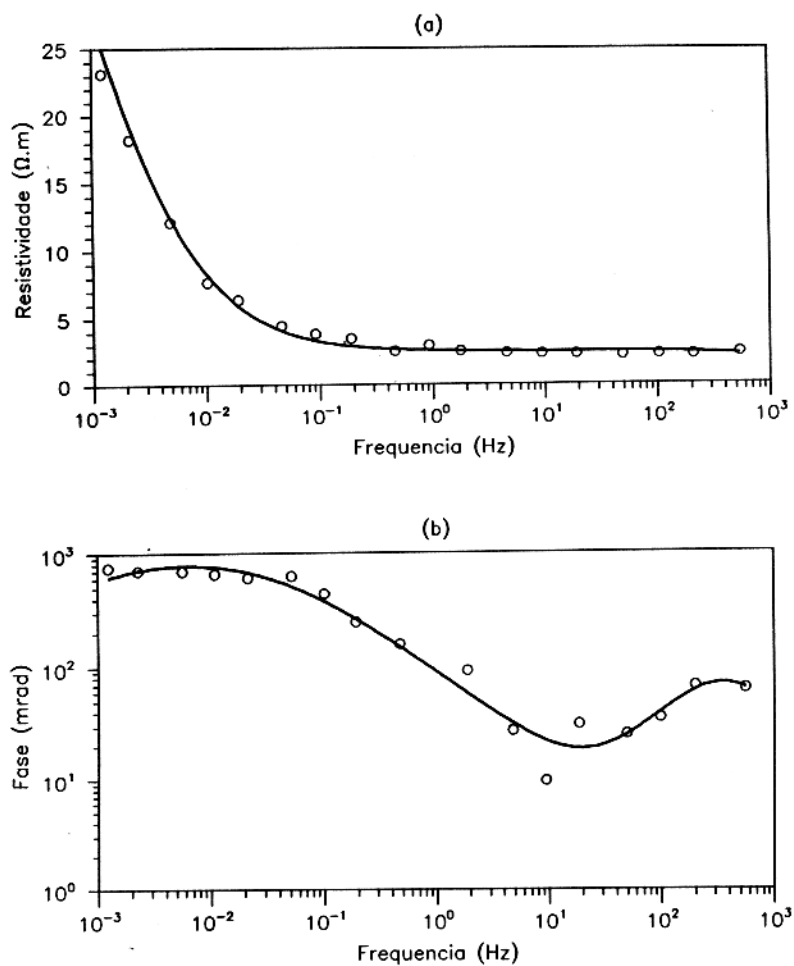 (a)
25
20
15
10
5
0
Resistividade (Ω.m)
10⁻³ 10⁻² 10⁻¹ 10⁰ 10¹ 10² 10³
Frequencia (Hz)
(b)
10³
10²
10¹
10⁰
Fase (mrad)
10⁻³ 10⁻² 10⁻¹ 10⁰ 10¹ 10² 10³
Frequencia (Hz)